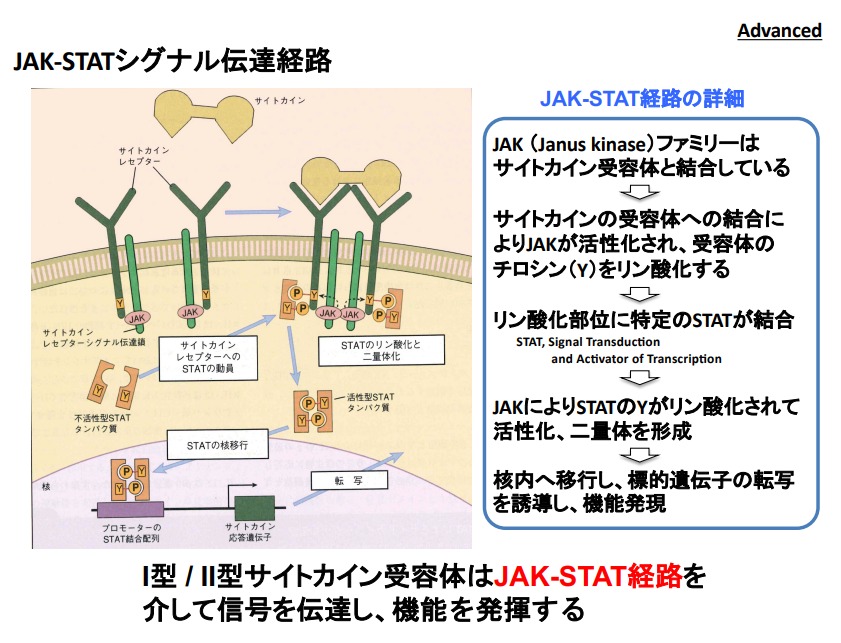 Advanced
JAK-STATシグナル伝達経路
サイトカイン
サイトカイン
レセプター
Y
Y
JAK
JAK
サイトカイン
レセプターシグナル伝達鎖
サイトカイン
レセプターへの
STATの動員
P
Y
Y
P
Y
Y
P
P
Y
Y
P
JAK
JAK
STATのリン酸化と
二量体化
Y
Y
不活性型STAT
タンパク質
P
Y
Y
P
活性型STAT
タンパク質
STATの核移行
核
P
Y
Y
P
転 写
プロモーターの
STAT結合配列
サイトカイン
応答遺伝子
JAK-STAT経路の詳細
JAK（Janus kinase）ファミリーは
サイトカイン受容体と結合している
サイトカインの受容体への結合に
よりJAKが活性化され、受容体の
チロシン（Y）をリン酸化する
リン酸化部位に特定のSTATが結合
STAT, Signal Transduction
and Activator of Transcription
JAKによりSTATのYがリン酸化されて
活性化、二量体を形成
核内へ移行し、標的遺伝子の転写
を誘導し、機能発現
I型 / II型サイトカイン受容体はJAK-STAT経路を
介して信号を伝達し、機能を発揮する